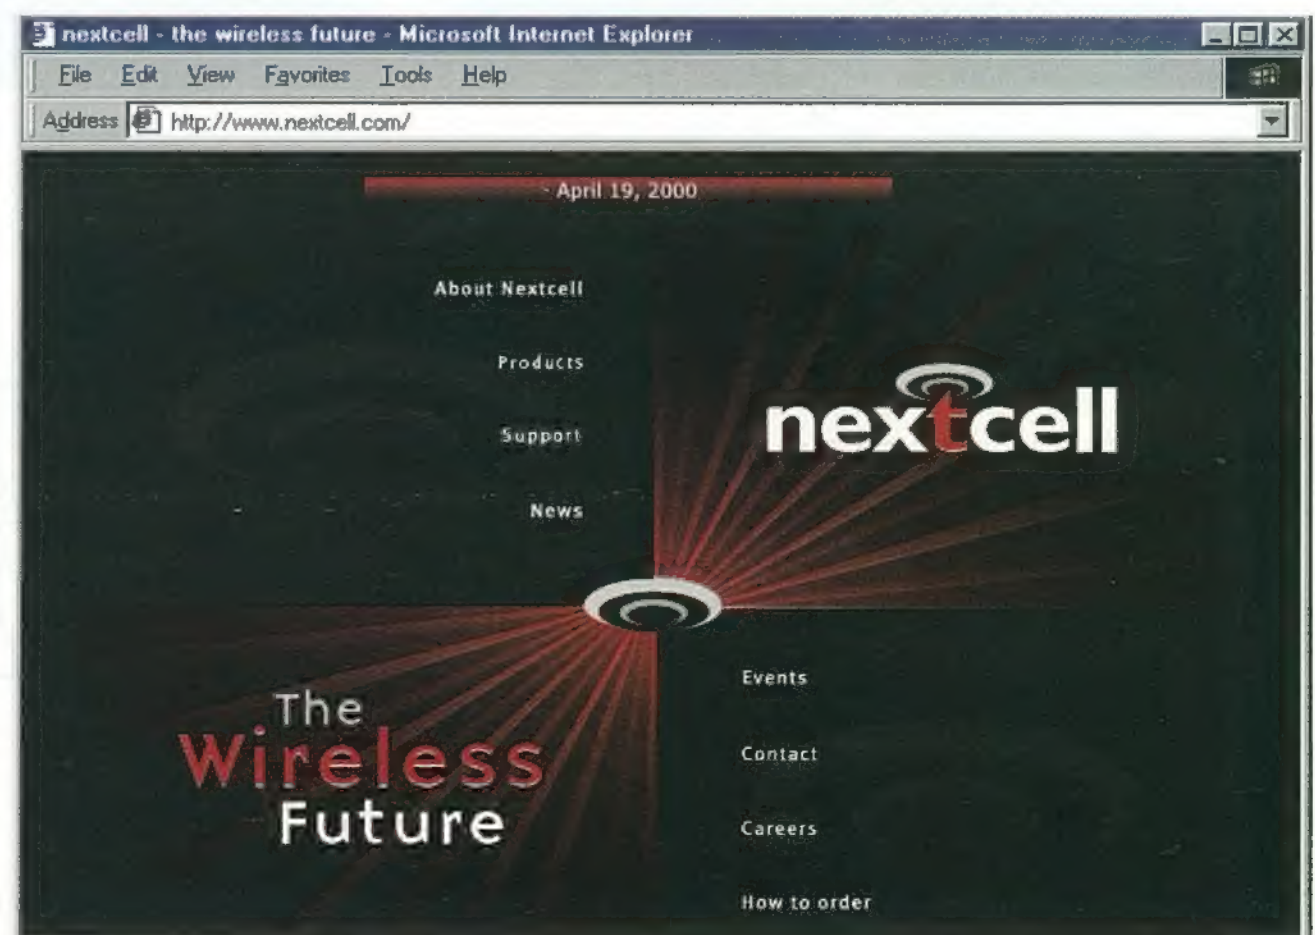 nextcell - the wireless future - Microsoft Internet Explorer
File Edit View Favorites Tools Help
Address http://www.nextcell.com/
- April 19, 2000
About Nextcell
Products
Support
News
nextcell
The
Wireless
Future
Events
Contact
Careers
How to order